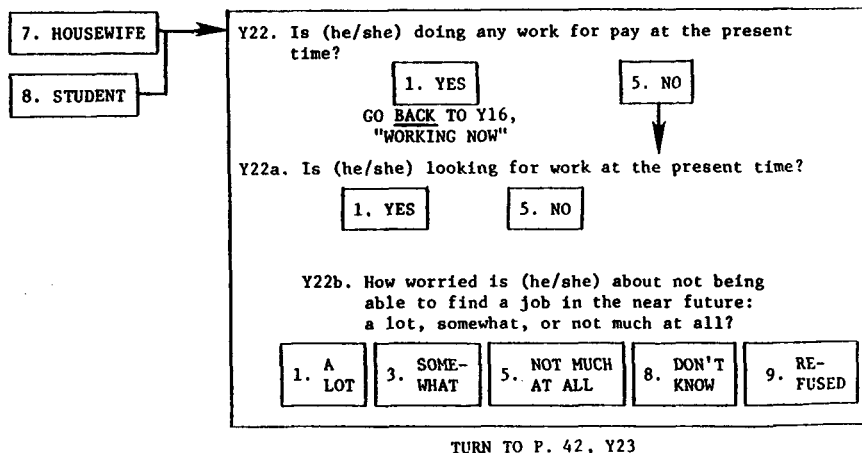 7. HOUSEWIFE
8. STUDENT
Y22. Is (he/she) doing any work for pay at the present
time?
1. YES
5. NO
GO BACK TO Y16,
"WORKING NOW"
Y22a. Is (he/she) looking for work at the present time?
1. YES
5. NO
Y22b. How worried is (he/she) about not being
able to find a job in the near future:
a lot, somewhat, or not much at all?
1. A
LOT
3. SOME-
WHAT
5. NOT MUCH
AT ALL
8. DON'T
KNOW
9. RE-
FUSED
TURN TO P. 42, Y23